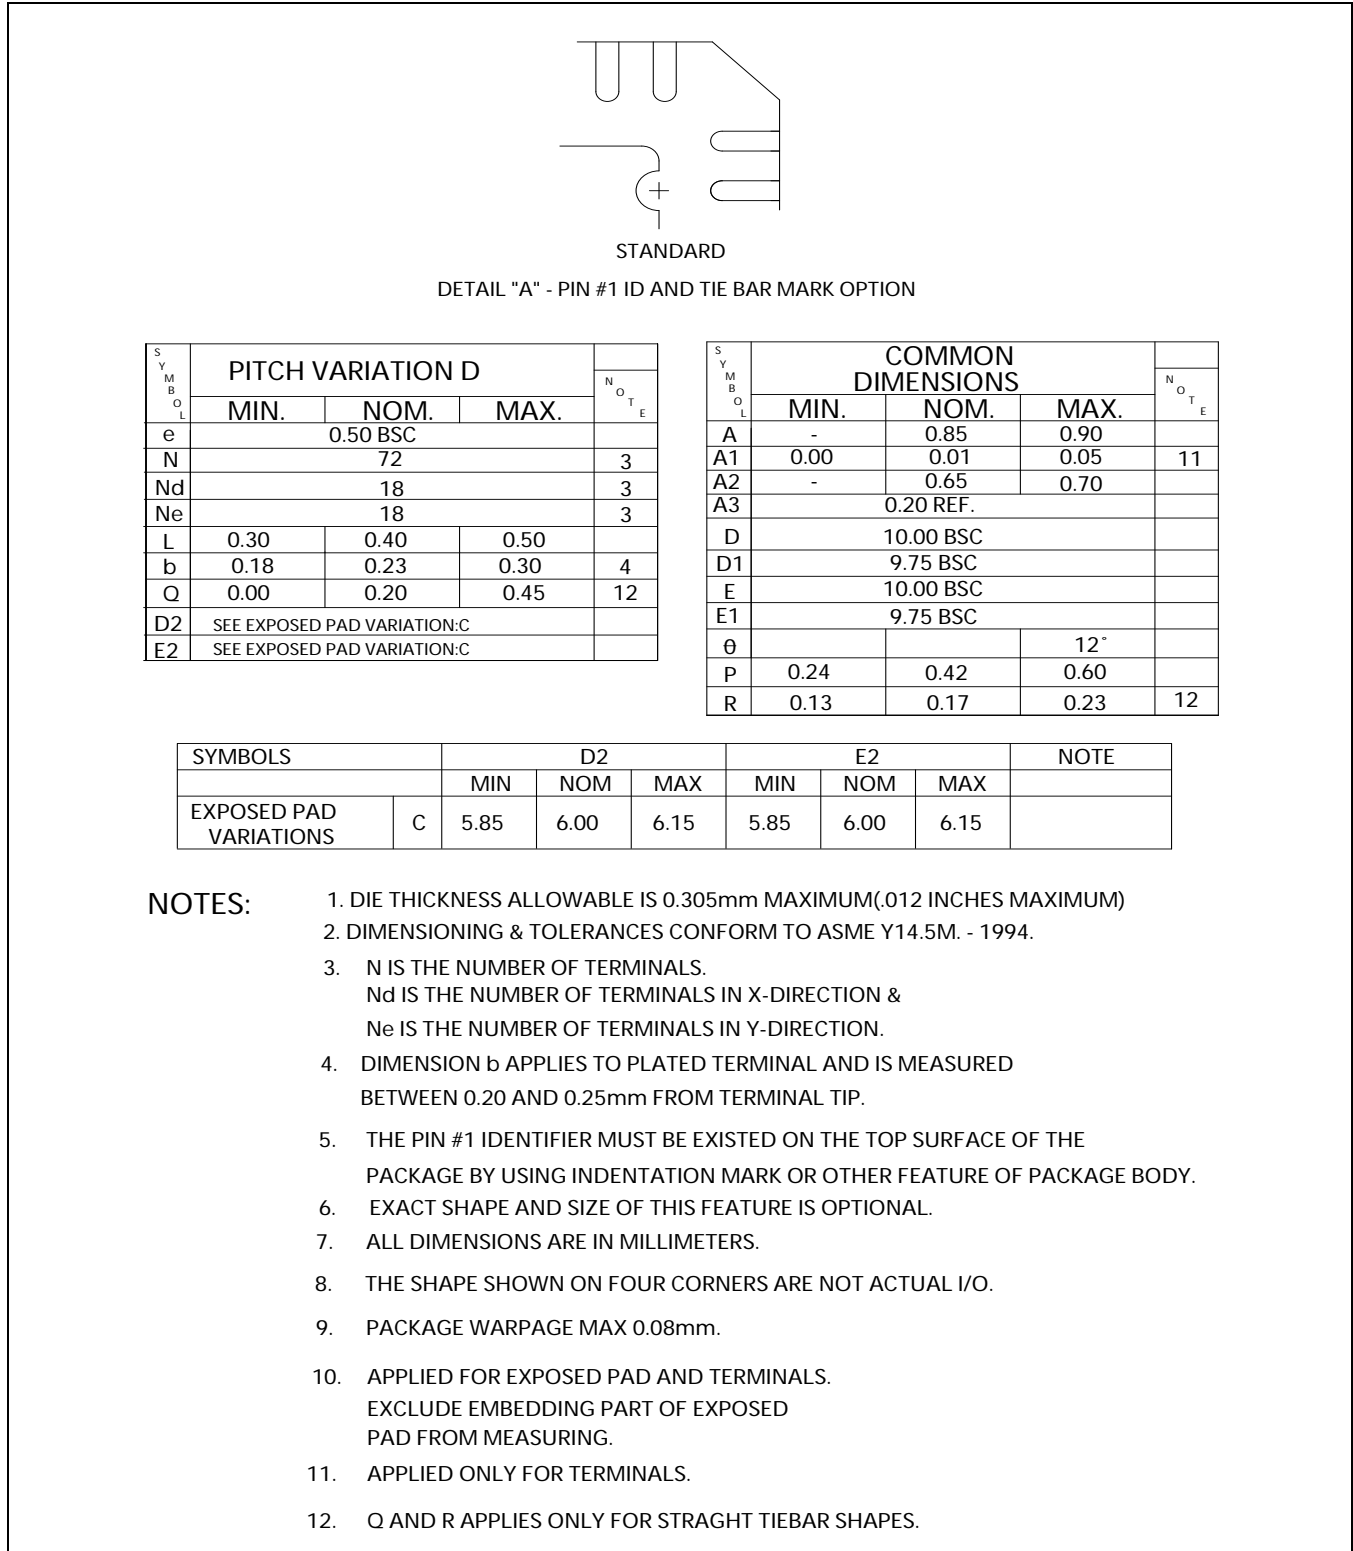 STANDARD
DETAIL "A" - PIN #1 ID AND TIE BAR MARK OPTION
SYMBOL PITCH VARIATION D NOTE
MIN. NOM. MAX.
e 0.50 BSC
N 72 3
Nd 18 3
Ne 18 3
L 0.30 0.40 0.50
b 0.18 0.23 0.30 4
Q 0.00 0.20 0.45 12
D2 SEE EXPOSED PAD VARIATION:C
E2 SEE EXPOSED PAD VARIATION:C
SYMBOL COMMON NOTE
DIMENSIONS
MIN. NOM. MAX.
A - 0.85 0.90
A1 0.00 0.01 0.05 11
A2 - 0.65 0.70
A3 0.20 REF.
D 10.00 BSC
D1 9.75 BSC
E 10.00 BSC
E1 9.75 BSC
θ 12°
P 0.24 0.42 0.60
R 0.13 0.17 0.23 12
SYMBOLS D2 E2 NOTE
MIN NOM MAX MIN NOM MAX
EXPOSED PAD
VARIATIONS C 5.85 6.00 6.15 5.85 6.00 6.15
NOTES: 1. DIE THICKNESS ALLOWABLE IS 0.305mm MAXIMUM(.012 INCHES MAXIMUM)
2. DIMENSIONING & TOLERANCES CONFORM TO ASME Y14.5M. - 1994.
3. N IS THE NUMBER OF TERMINALS.
Nd IS THE NUMBER OF TERMINALS IN X-DIRECTION &
Ne IS THE NUMBER OF TERMINALS IN Y-DIRECTION.
4. DIMENSION b APPLIES TO PLATED TERMINAL AND IS MEASURED
BETWEEN 0.20 AND 0.25mm FROM TERMINAL TIP.
5. THE PIN #1 IDENTIFIER MUST BE EXISTED ON THE TOP SURFACE OF THE
PACKAGE BY USING INDENTATION MARK OR OTHER FEATURE OF PACKAGE BODY.
6. EXACT SHAPE AND SIZE OF THIS FEATURE IS OPTIONAL.
7. ALL DIMENSIONS ARE IN MILLIMETERS.
8. THE SHAPE SHOWN ON FOUR CORNERS ARE NOT ACTUAL I/O.
9. PACKAGE WARPAGE MAX 0.08mm.
10. APPLIED FOR EXPOSED PAD AND TERMINALS.
EXCLUDE EMBEDDING PART OF EXPOSED
PAD FROM MEASURING.
11. APPLIED ONLY FOR TERMINALS.
12. Q AND R APPLIES ONLY FOR STRAGHT TIEBAR SHAPES.